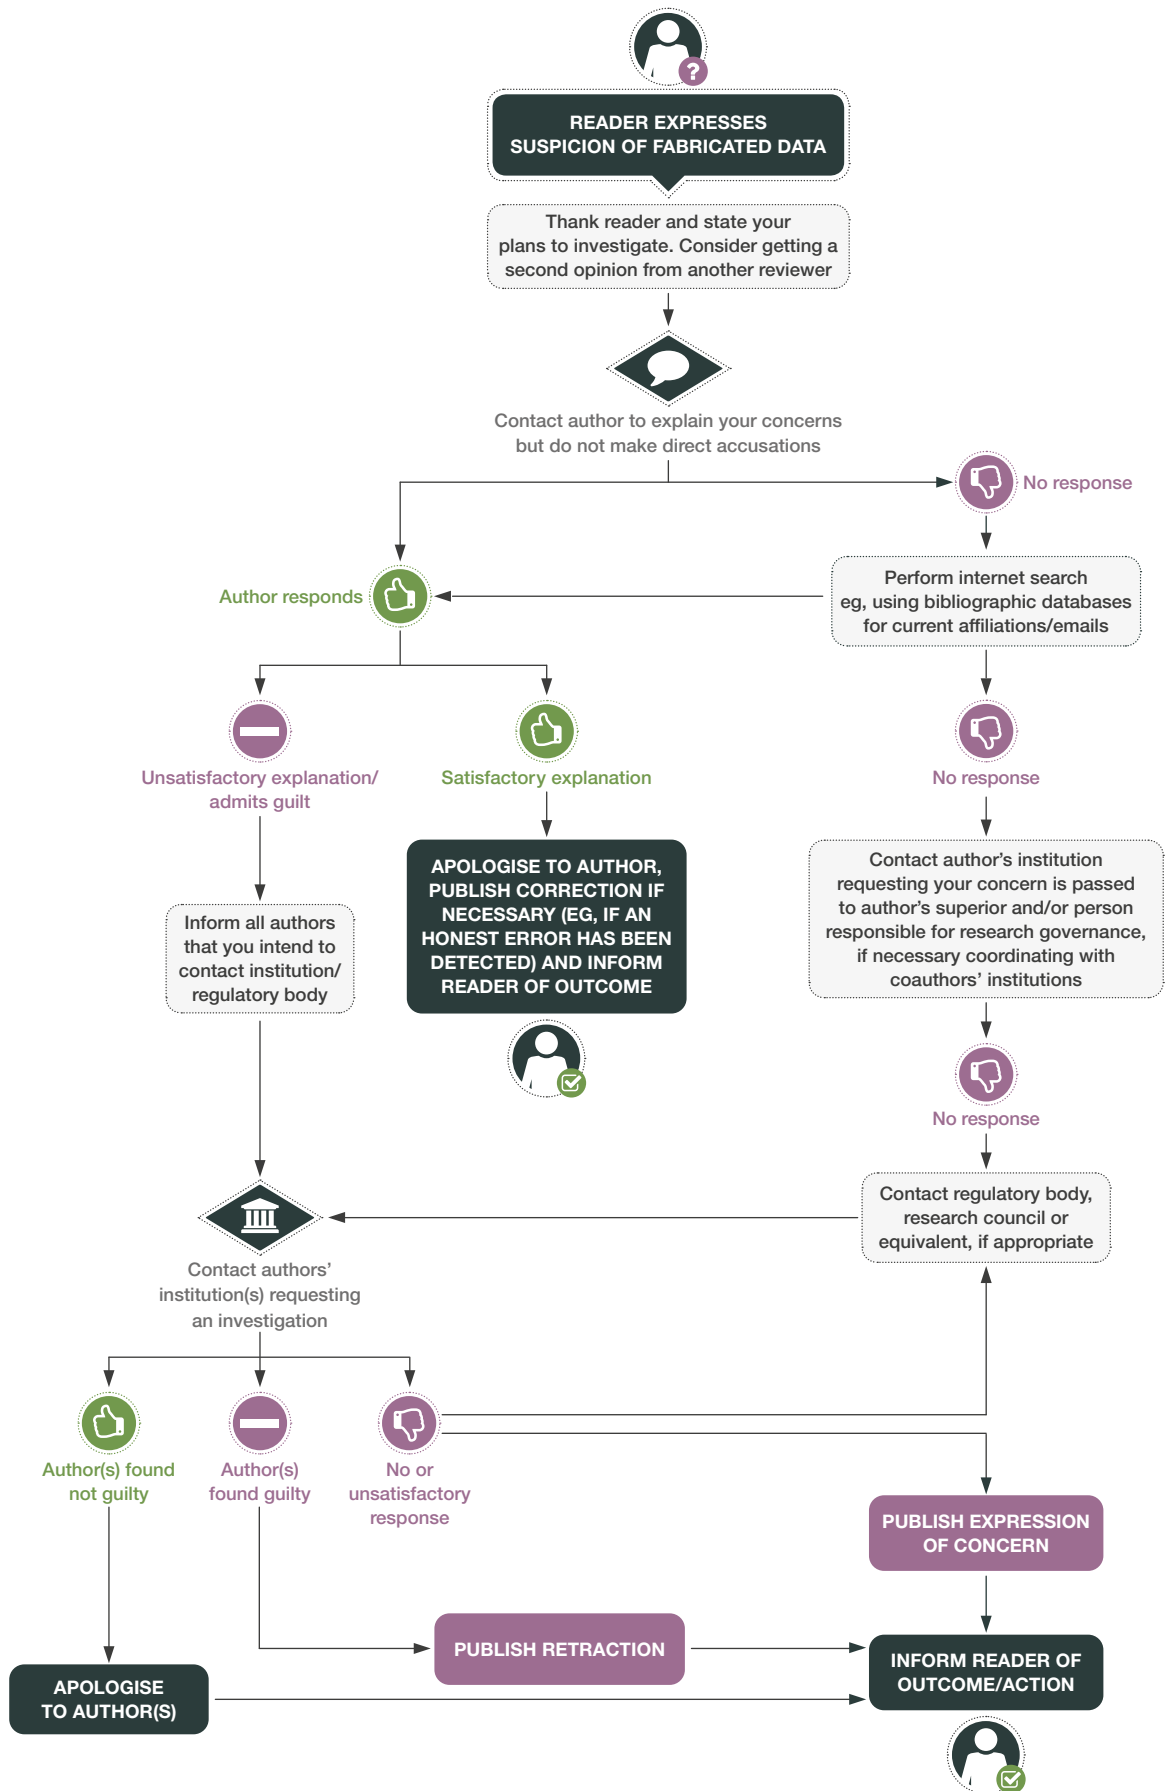 ?
READER EXPRESSES
SUSPICION OF FABRICATED DATA
Thank reader and state your
plans to investigate. Consider getting a
second opinion from another reviewer
Contact author to explain your concerns
but do not make direct accusations
No response
Author responds
Perform internet search
eg, using bibliographic databases
for current affiliations/emails
Unsatisfactory explanation/
admits guilt
Satisfactory explanation
No response
Inform all authors
that you intend to
contact institution/
regulatory body
APOLOGISE TO AUTHOR,
PUBLISH CORRECTION IF
NECESSARY (EG, IF AN
HONEST ERROR HAS BEEN
DETECTED) AND INFORM
READER OF OUTCOME
Contact author’s institution
requesting your concern is passed
to author’s superior and/or person
responsible for research governance,
if necessary coordinating with
coauthors’ institutions
No response
Contact regulatory body,
research council or
equivalent, if appropriate
Contact authors’
institution(s) requesting
an investigation
Author(s) found
not guilty
Author(s)
found guilty
No or
unsatisfactory
response
PUBLISH EXPRESSION
OF CONCERN
PUBLISH RETRACTION
APOLOGISE
TO AUTHOR(S)
INFORM READER OF
OUTCOME/ACTION